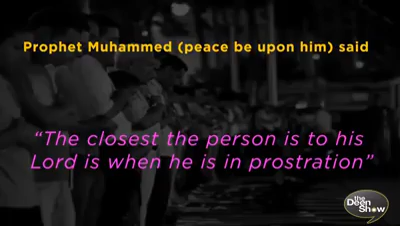 Prophet Muhammed (peace be upon him) said
“The closest the person is to his
Lord is when he is in prostration”
the
Deen
Show